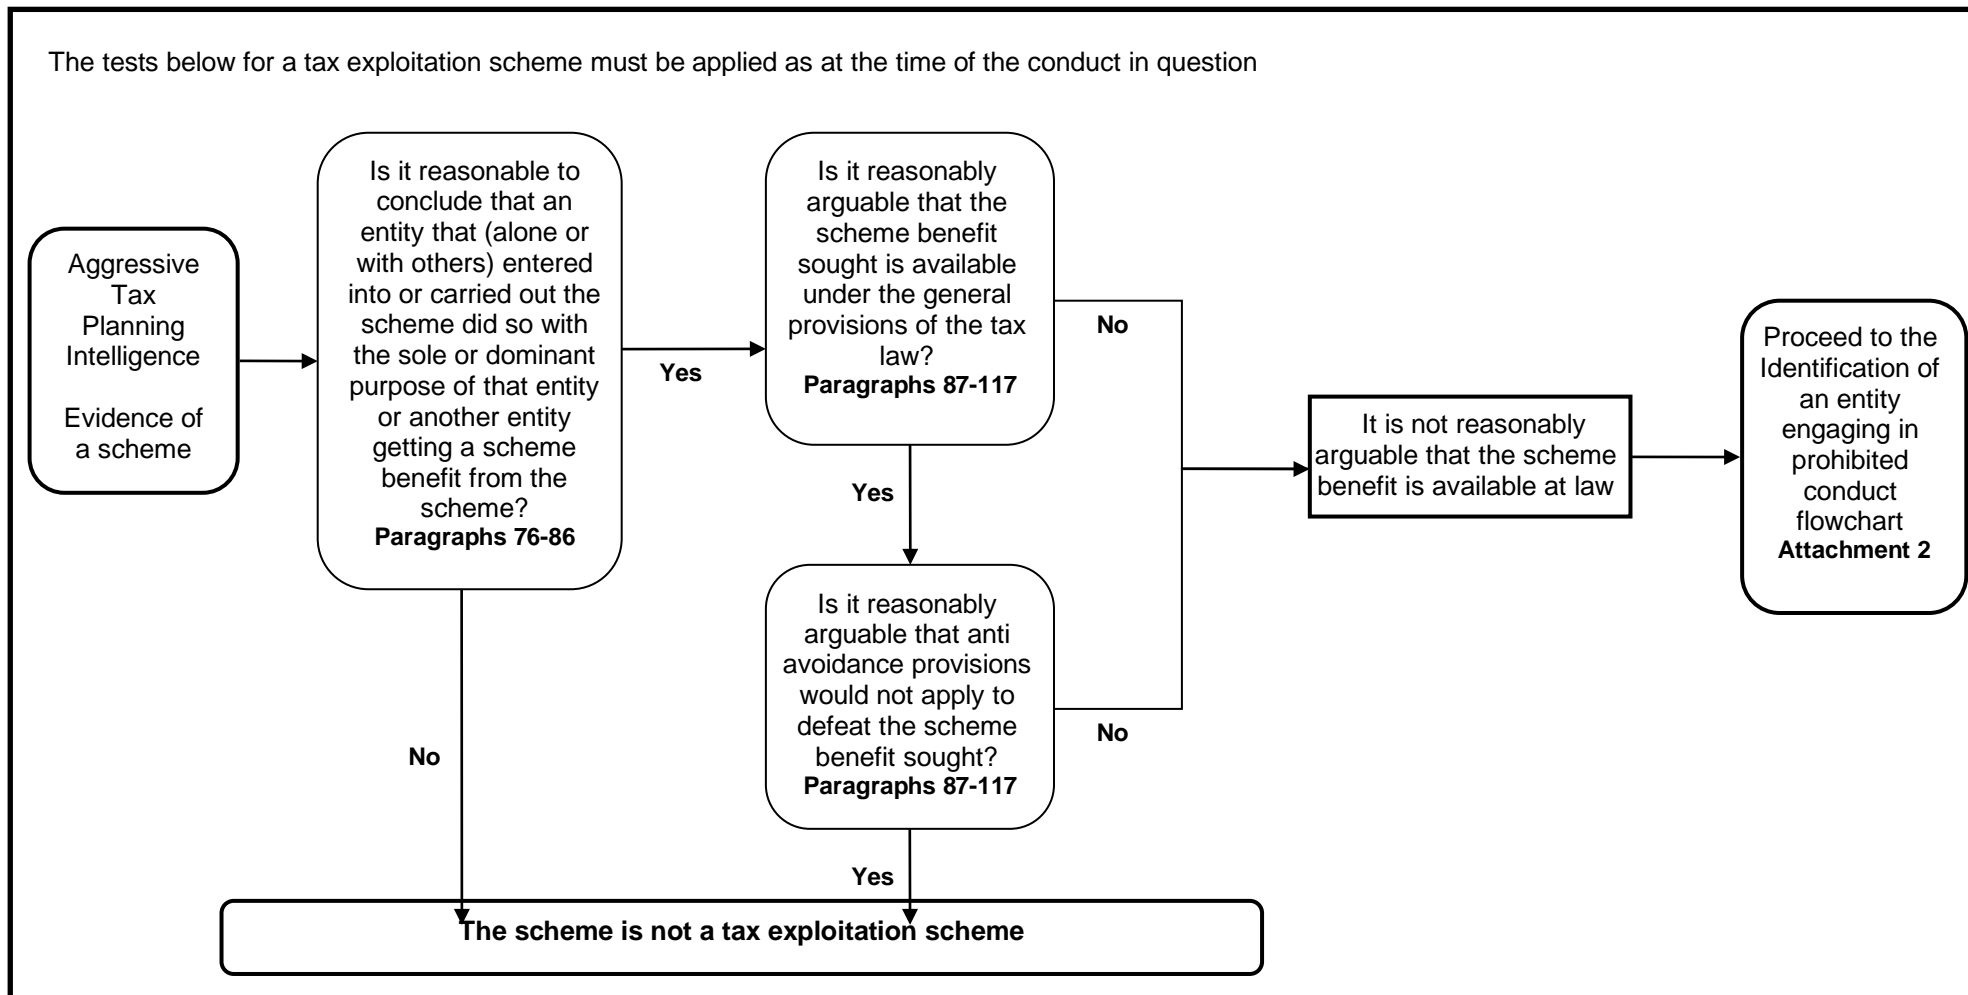 The tests below for a tax exploitation scheme must be applied as at the time of the conduct in question
Aggressive
Tax
Planning
Intelligence
Evidence of
a scheme
Is it reasonable to
conclude that an
entity that (alone or
with others) entered
into or carried out the
scheme did so with
the sole or dominant
purpose of that entity
or another entity
getting a scheme
benefit from the
scheme?
Paragraphs 76-86
Yes
No
Is it reasonably
arguable that the
scheme benefit
sought is available
under the general
provisions of the tax
law?
Paragraphs 87-117
No
Yes
Is it reasonably
arguable that anti
avoidance provisions
would not apply to
defeat the scheme
benefit sought?
Paragraphs 87-117
No
Yes
It is not reasonably
arguable that the scheme
benefit is available at law
Proceed to the
Identification of
an entity
engaging in
prohibited
conduct
flowchart
Attachment 2
The scheme is not a tax exploitation scheme